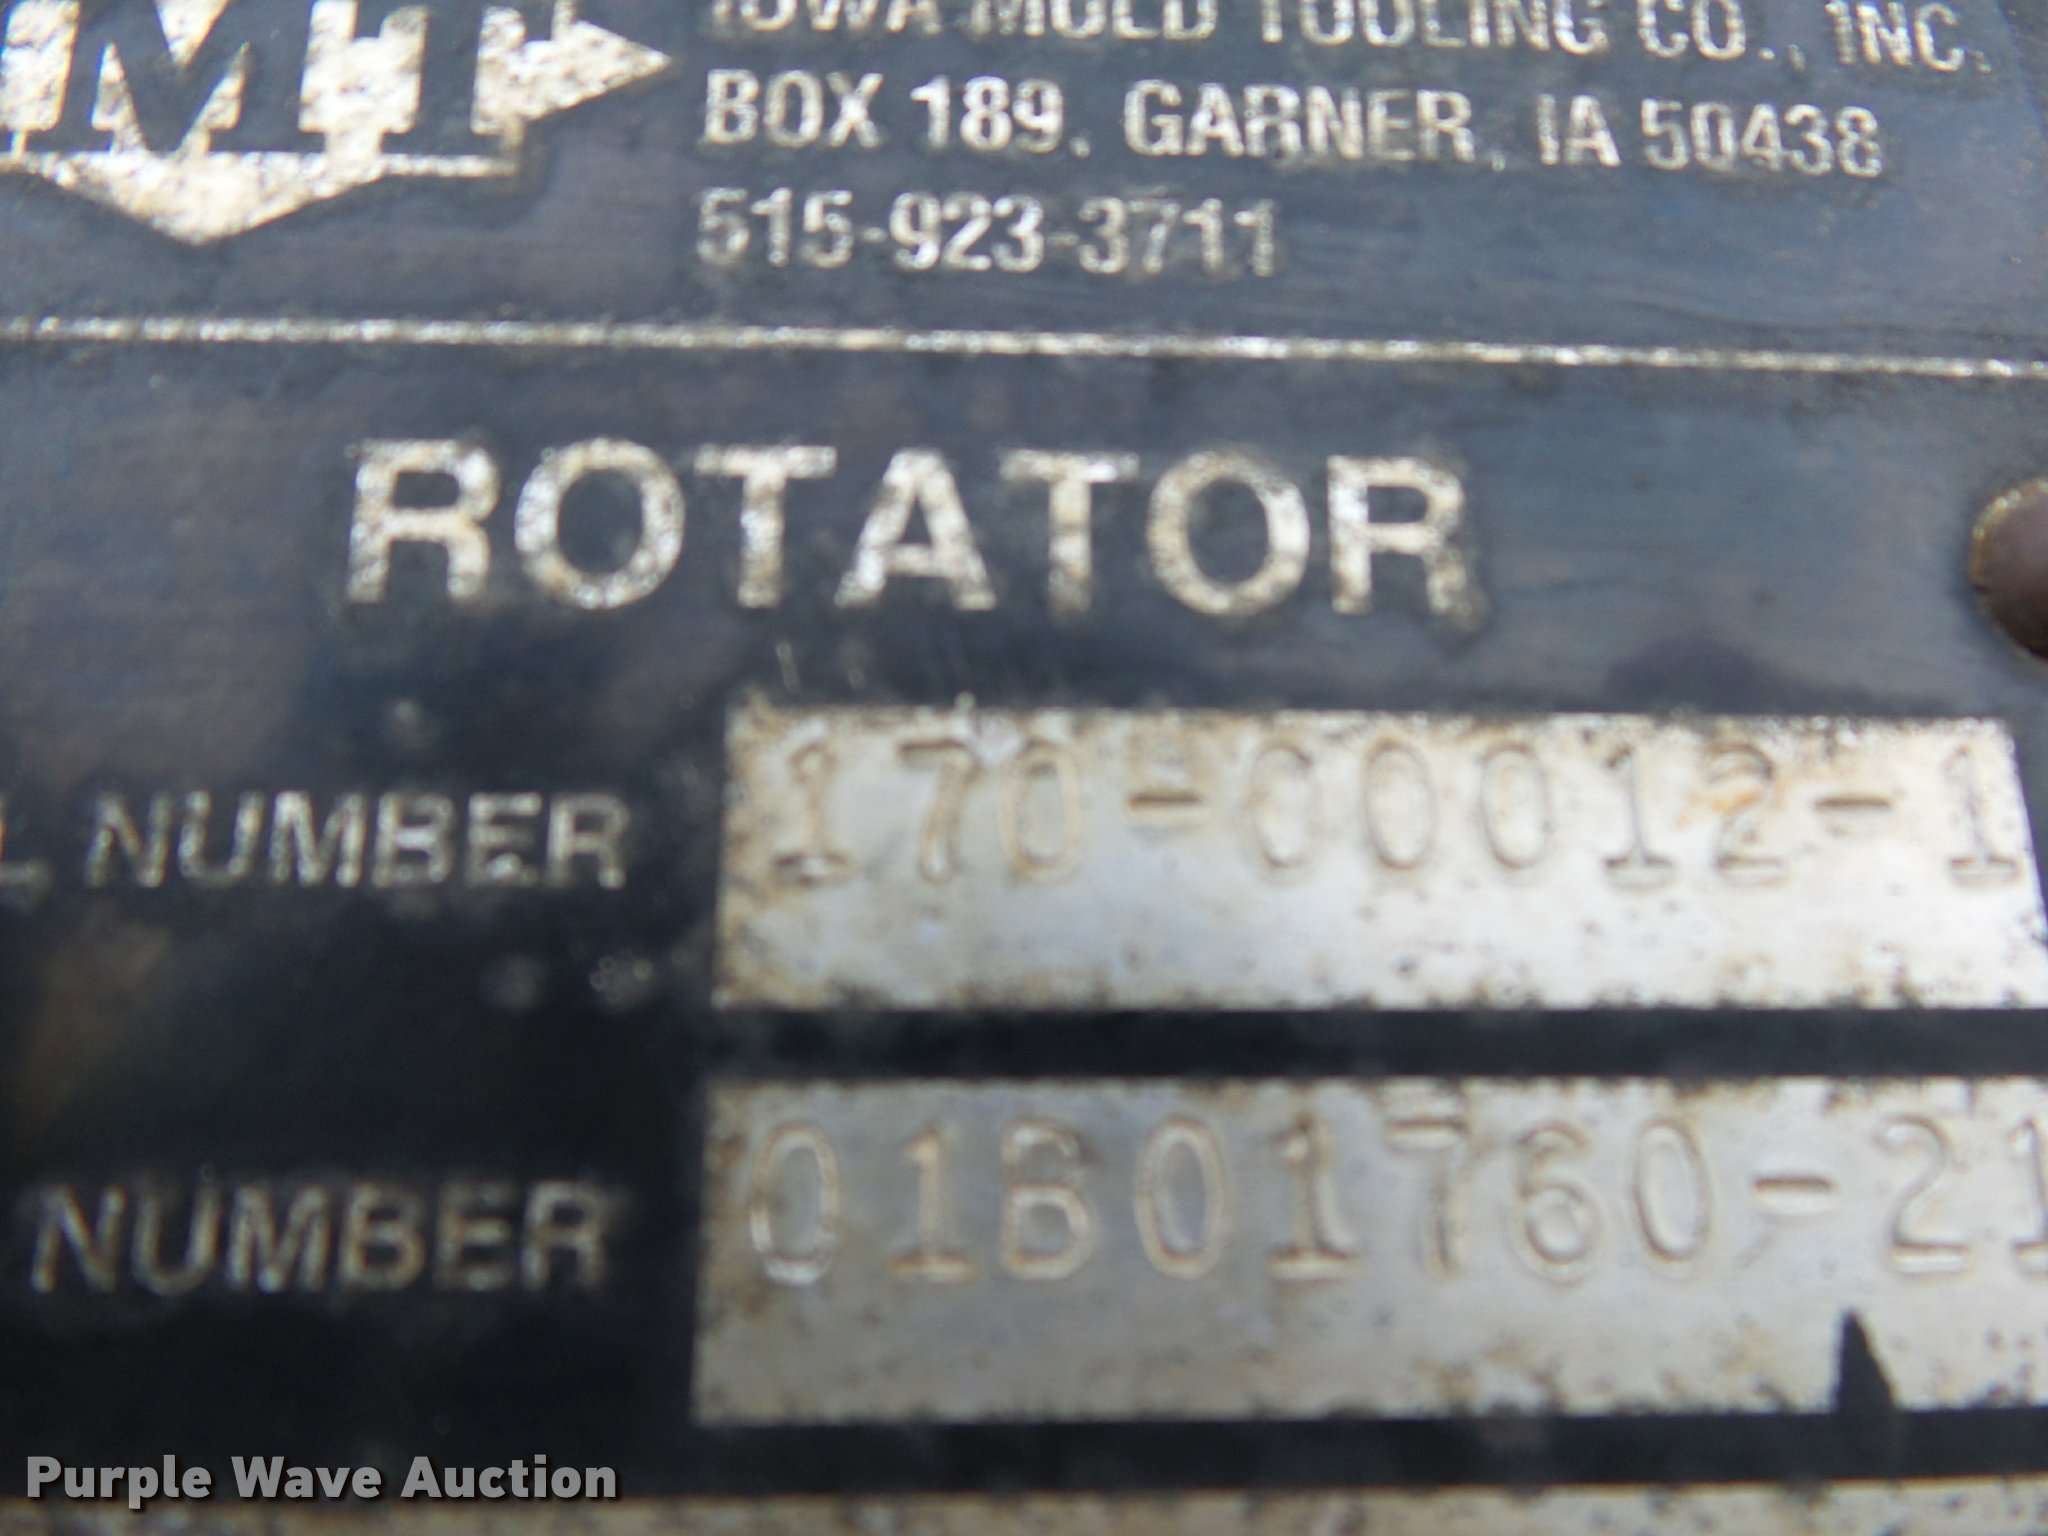 IOWA MOLD TOOLING CO., INC.
BOX 189, GARNER, IA 50438
515-923-3711
ROTATOR
L NUMBER 170-00012-1
NUMBER 01B01760-21
Purple Wave Auction